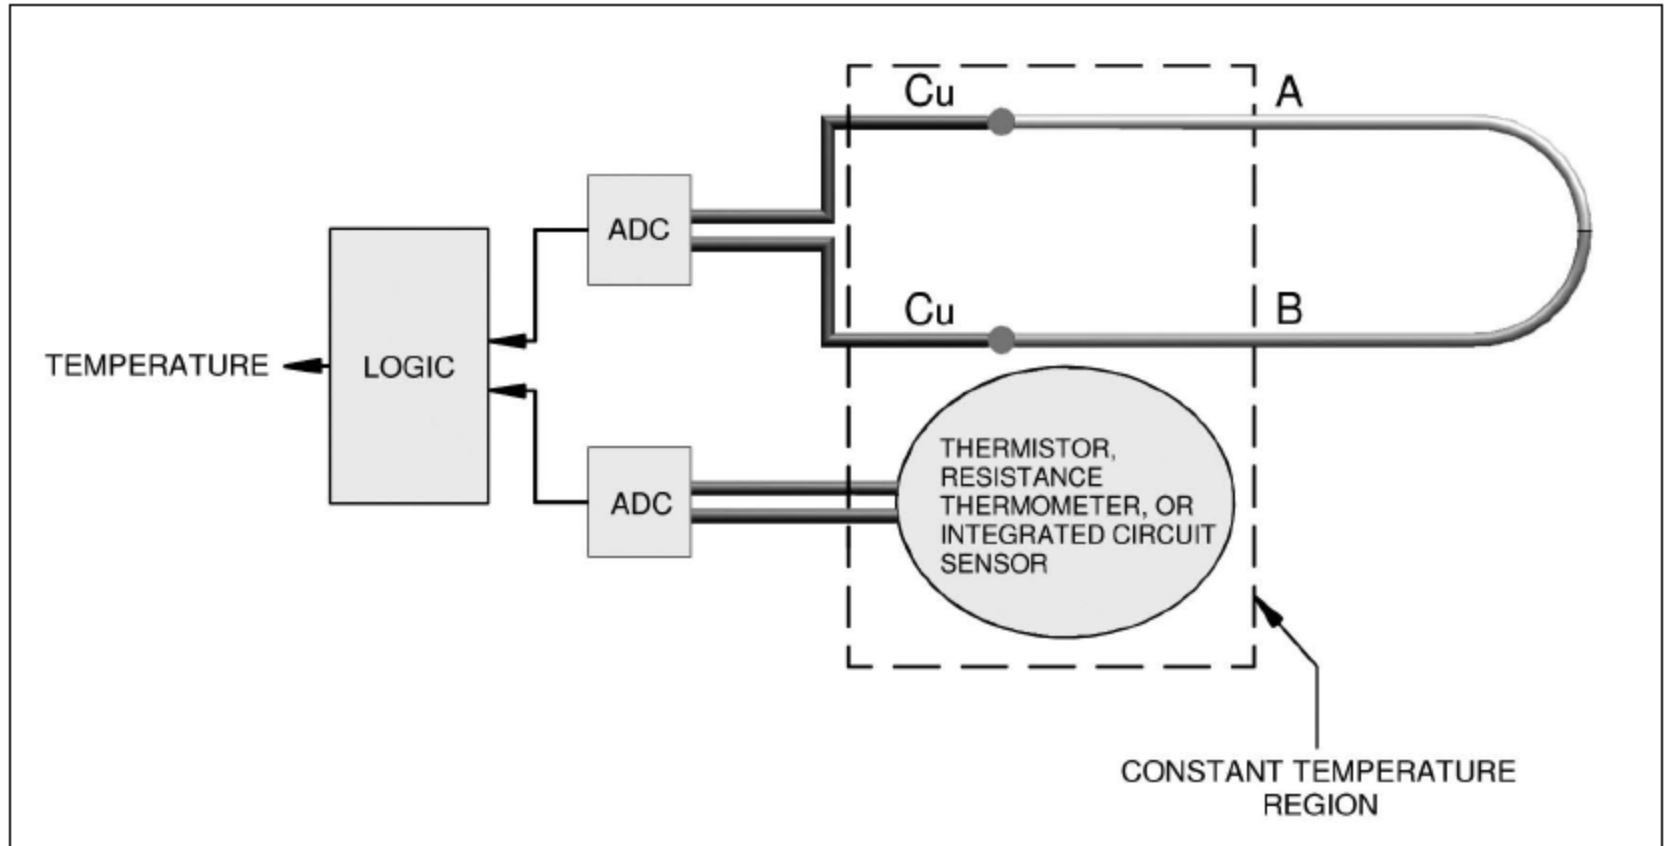 Cu
A
ADC
Cu
B
TEMPERATURE
LOGIC
ADC
THERMISTOR,
RESISTANCE
THERMOMETER, OR
INTEGRATED CIRCUIT
SENSOR
CONSTANT TEMPERATURE
REGION